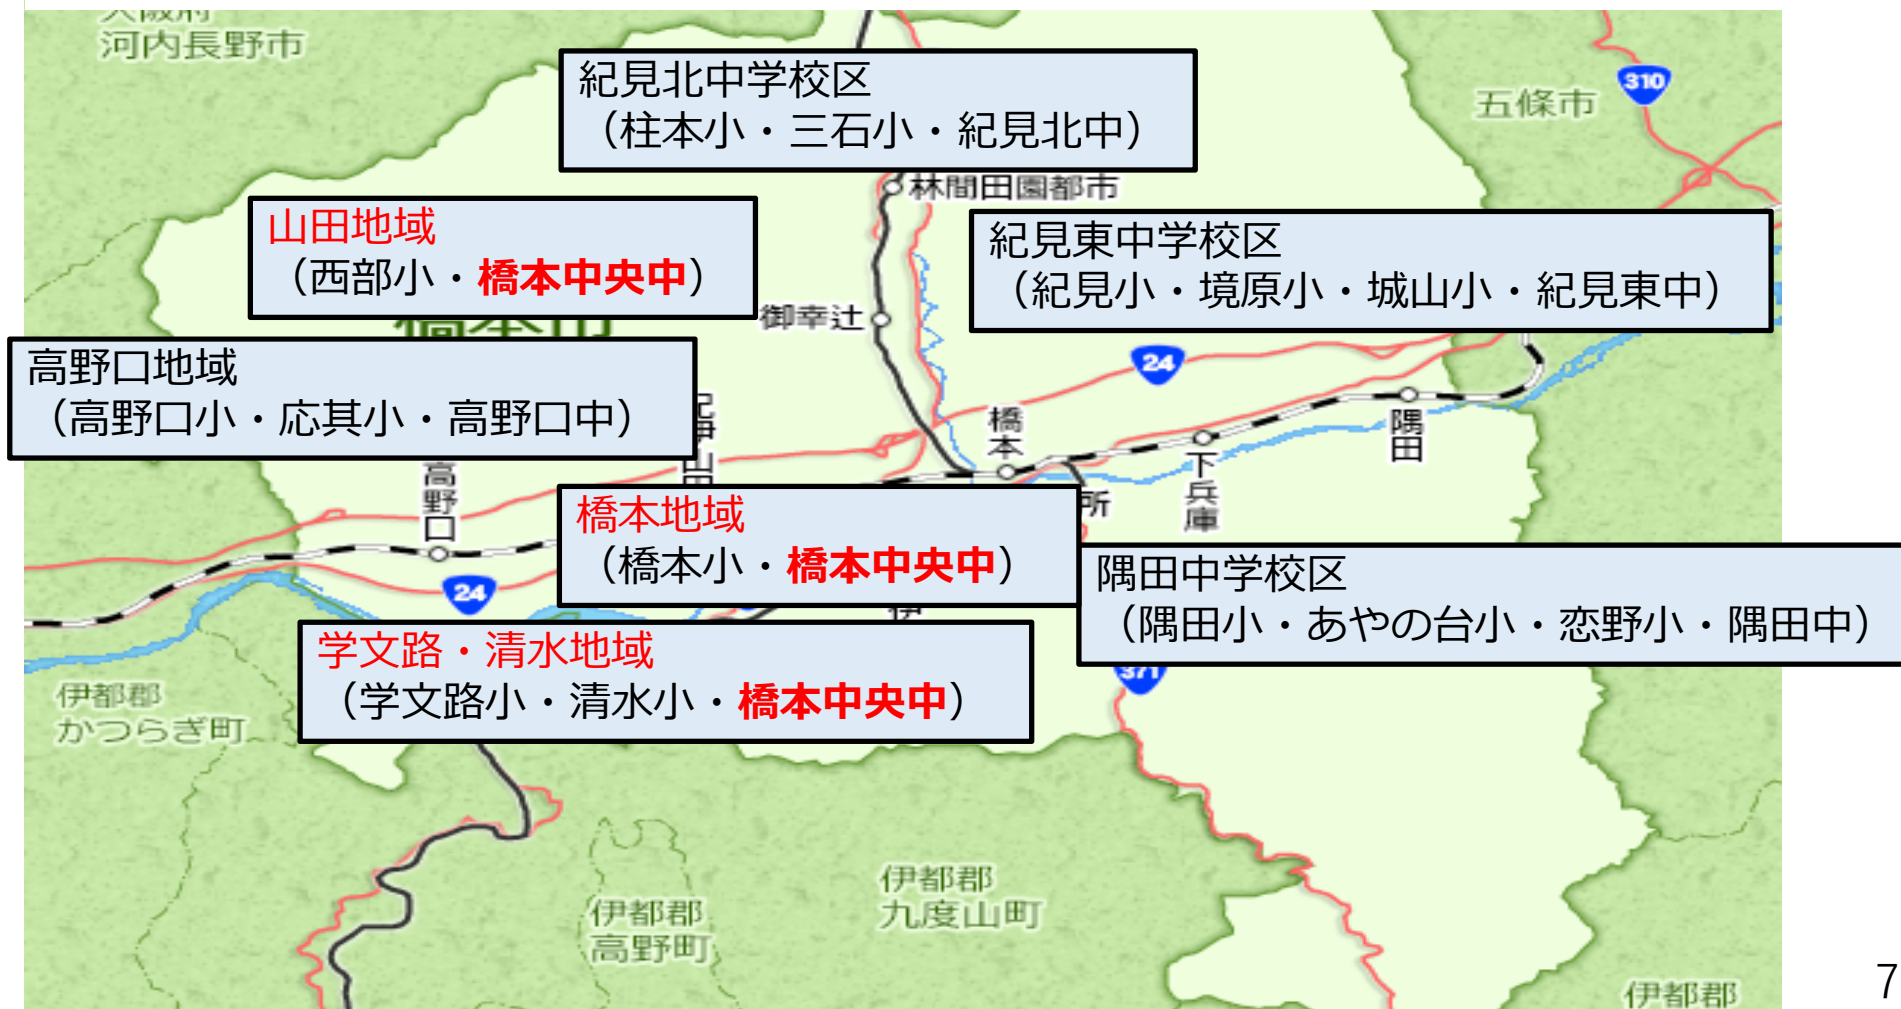 河内長野市
紀見北中学校区
（柱本小・三石小・紀見北中）
310
五條市
林間田園都市
山田地域
（西部小・橋本中央中）
紀見東中学校区
（紀見小・境原小・城山小・紀見東中）
御幸辻
橋本市
24
高野口地域
（高野口小・応其小・高野口中）
橋本
隅田
下兵庫
高野口
橋本地域
（橋本小・橋本中央中）
所
24
隅田中学校区
（隅田小・あやの台小・恋野小・隅田中）
学文路・清水地域
（学文路小・清水小・橋本中央中）
371
伊都郡
かつらぎ町
伊都郡
九度山町
伊都郡
高野町
伊都郡
7